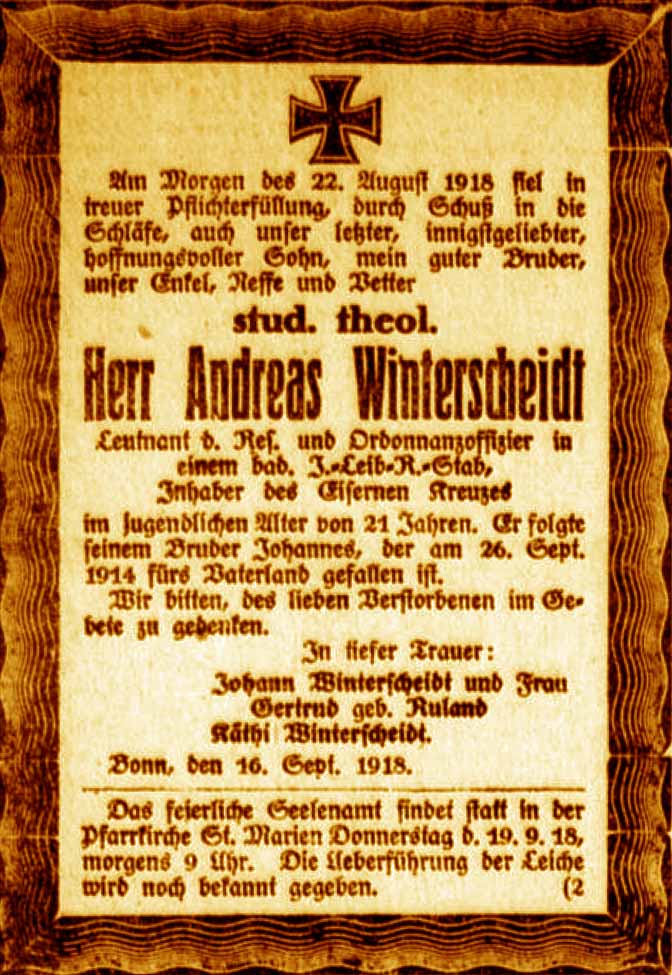 Am Morgen des 22. August 1918 fiel in
treuer Pflichterfüllung, durch Schuß in die
Schläfe, auch unser letzter, innigstgeliebter,
hoffnungsvoller Sohn, mein guter Bruder,
unser Enkel, Neffe und Vetter
stud. theol.
Herr Andreas Winterscheidt
Leutnant d. Res. und Ordonnanzoffizier in
einem bad. J.-Leib-R.-Stab,
Inhaber des Eisernen Kreuzes
im jugendlichen Alter von 21 Jahren. Er folgte
seinem Bruder Johannes, der am 26. Sept.
1914 fürs Vaterland gefallen ist.
Wir bitten, des lieben Verstorbenen im Ge-
bete zu gedenken.
In tiefer Trauer:
Johann Winterscheidt und Frau
Gertrud geb. Ruland
Käthi Winterscheidt.
Bonn, den 16. Sept. 1918.
Das feierliche Seelenamt findet statt in der
Pfarrkirche St. Marien Donnerstag d. 19. 9. 18,
morgens 9 Uhr. Die Ueberführung der Leiche
wird noch bekannt gegeben. (2